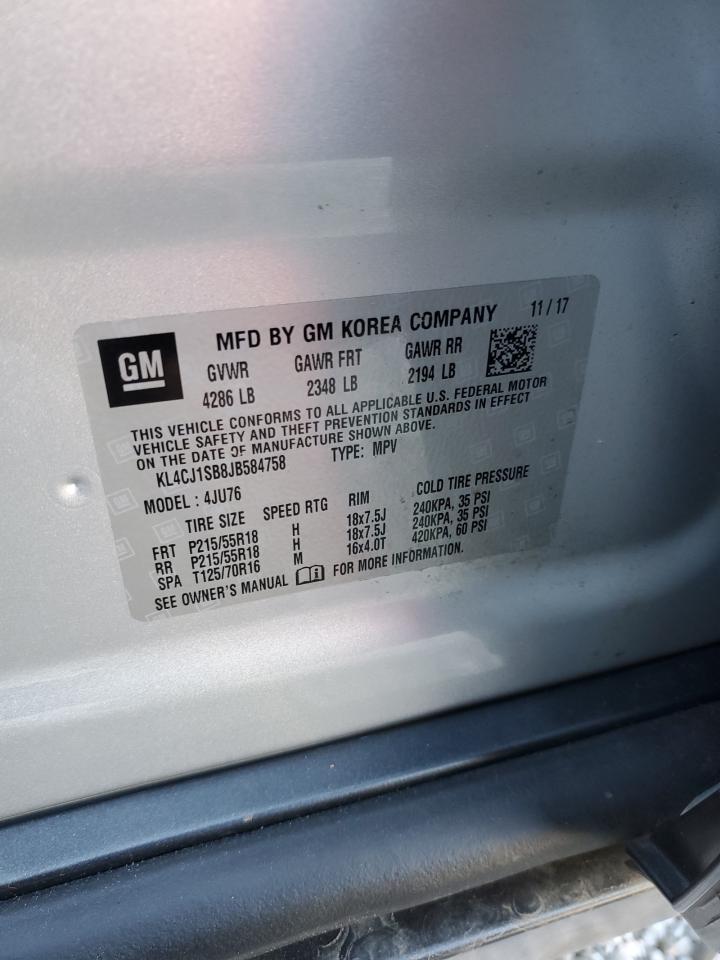 GM
MFD BY GM KOREA COMPANY 11/17
GVWR GAWR FRT GAWR RR
4286 LB 2348 LB 2194 LB
THIS VEHICLE CONFORMS TO ALL APPLICABLE U.S. FEDERAL MOTOR
VEHICLE SAFETY AND THEFT PREVENTION STANDARDS IN EFFECT
ON THE DATE OF MANUFACTURE SHOWN ABOVE.
KL4CJ1SB8JB584758 TYPE: MPV
MODEL: 4JU76
TIRE SIZE SPEED RTG RIM COLD TIRE PRESSURE
FRT P215/55R18 H 18x7.5J 240KPA, 35 PSI
RR P215/55R18 H 18x7.5J 240KPA, 35 PSI
SPA T125/70R16 M 16x4.0T 420KPA, 60 PSI
SEE OWNER'S MANUAL FOR MORE INFORMATION.